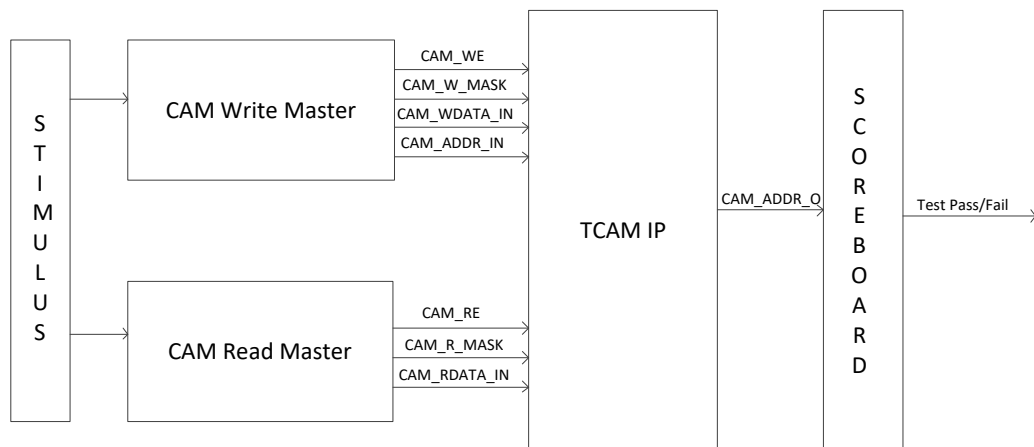 STIMULUS
CAM Write Master
CAM_WE
CAM_W_MASK
CAM_WDATA_IN
CAM_ADDR_IN
CAM Read Master
CAM_RE
CAM_R_MASK
CAM_RDATA_IN
TCAM IP
CAM_ADDR_O
SCOREBOARD
Test Pass/Fail